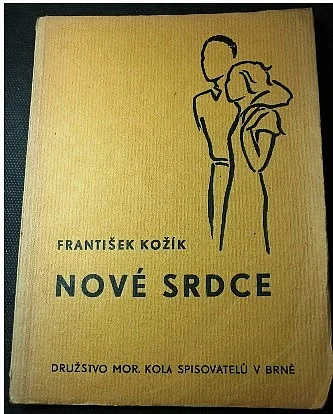 FRANTIŠEK KOŽÍK
NOVÉ SRDCE
DRUŽSTVO MOR. KOLA SPISOVATELŮ V BRNĚ